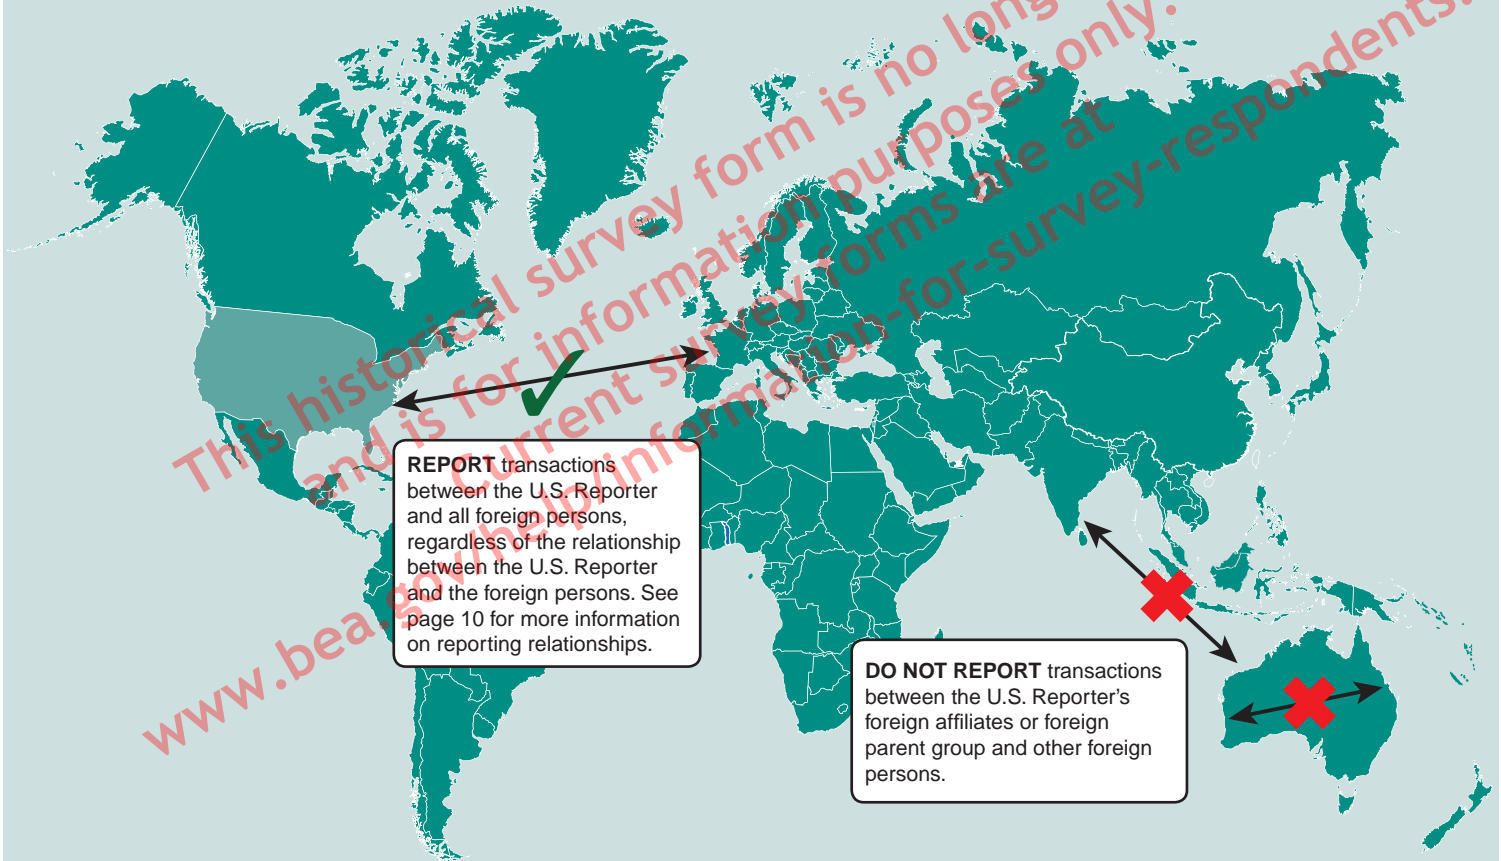 This historical survey form is no long
and is for information purposes only.
Current survey forms are at
www.bea.gov/help/information-for-survey-respondents.
REPORT transactions
between the U.S. Reporter
and all foreign persons,
regardless of the relationship
between the U.S. Reporter
and the foreign persons. See
page 10 for more information
on reporting relationships.
DO NOT REPORT transactions
between the U.S. Reporter’s
foreign affiliates or foreign
parent group and other foreign
persons.